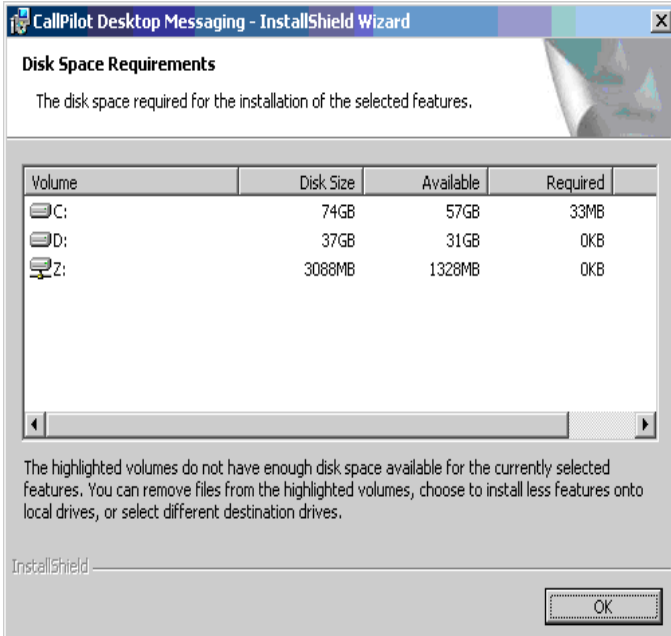 CallPilot Desktop Messaging - InstallShield Wizard
Disk Space Requirements
The disk space required for the installation of the selected features.
Volume Disk Size Available Required
C: 74GB 57GB 33MB
D: 37GB 31GB 0KB
Z: 3088MB 1328MB 0KB
The highlighted volumes do not have enough disk space available for the currently selected
features. You can remove files from the highlighted volumes, choose to install less features onto
local drives, or select different destination drives.
InstallShield
OK